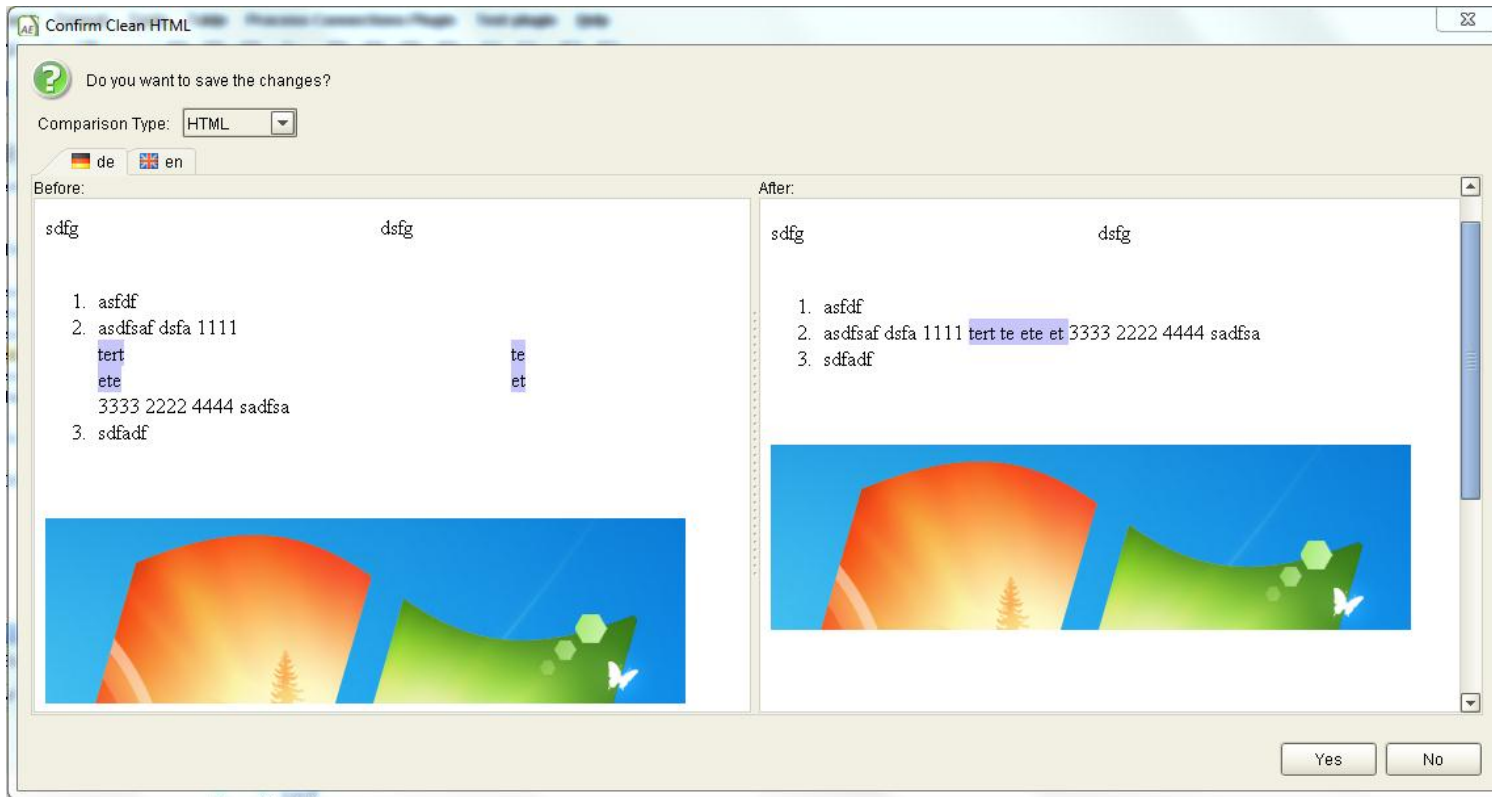 Confirm Clean HTML
Do you want to save the changes?
Comparison Type: HTML
de en
Before:
sdfg dsfg
1. asfdf
2. asdfsaf dsfa 1111
tert te
ete et
3333 2222 4444 sadfsa
3. sdfadf
After:
sdfg dsfg
1. asfdf
2. asdfsaf dsfa 1111 tert te ete et 3333 2222 4444 sadfsa
3. sdfadf
Yes No